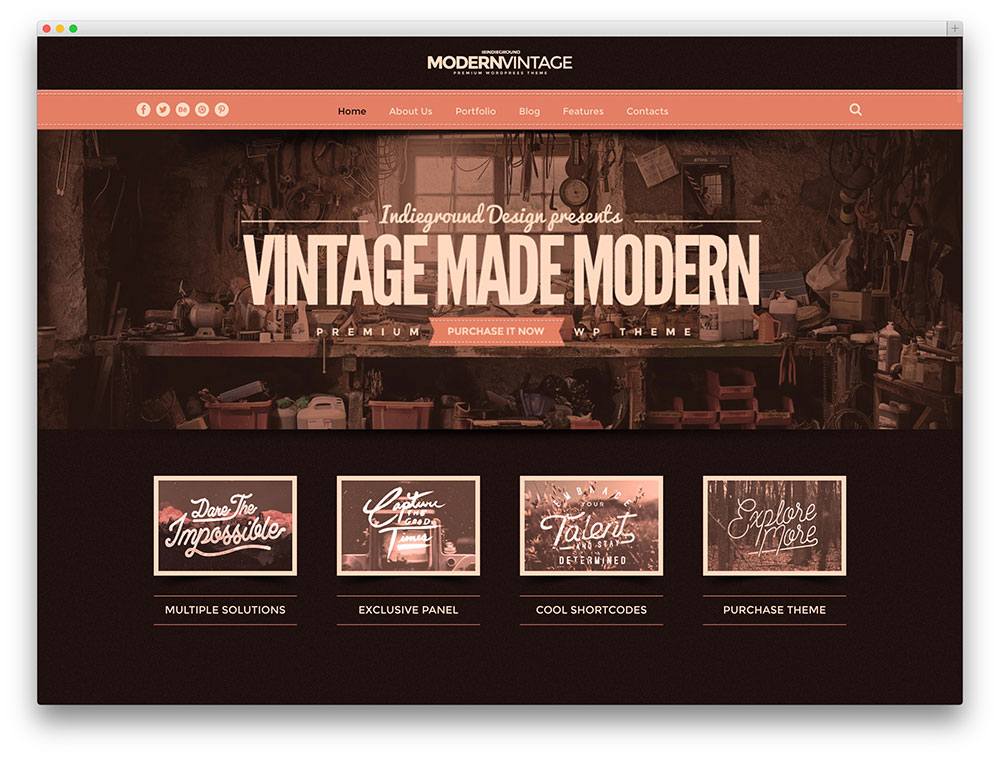 INDIEGROUND
MODERNVINTAGE
PREMIUM WORDPRESS THEME
Home About Us Portfolio Blog Features Contacts
Indieground Design presents
VINTAGE MADE MODERN
PREMIUM PURCHASE IT NOW WP THEME
Dare The
Impossible
Capture
THE
GOOD
Times
EMBRACE
YOUR
Talent
AND STAY
DETERMINED
Explore
More
MULTIPLE SOLUTIONS EXCLUSIVE PANEL COOL SHORTCODES PURCHASE THEME